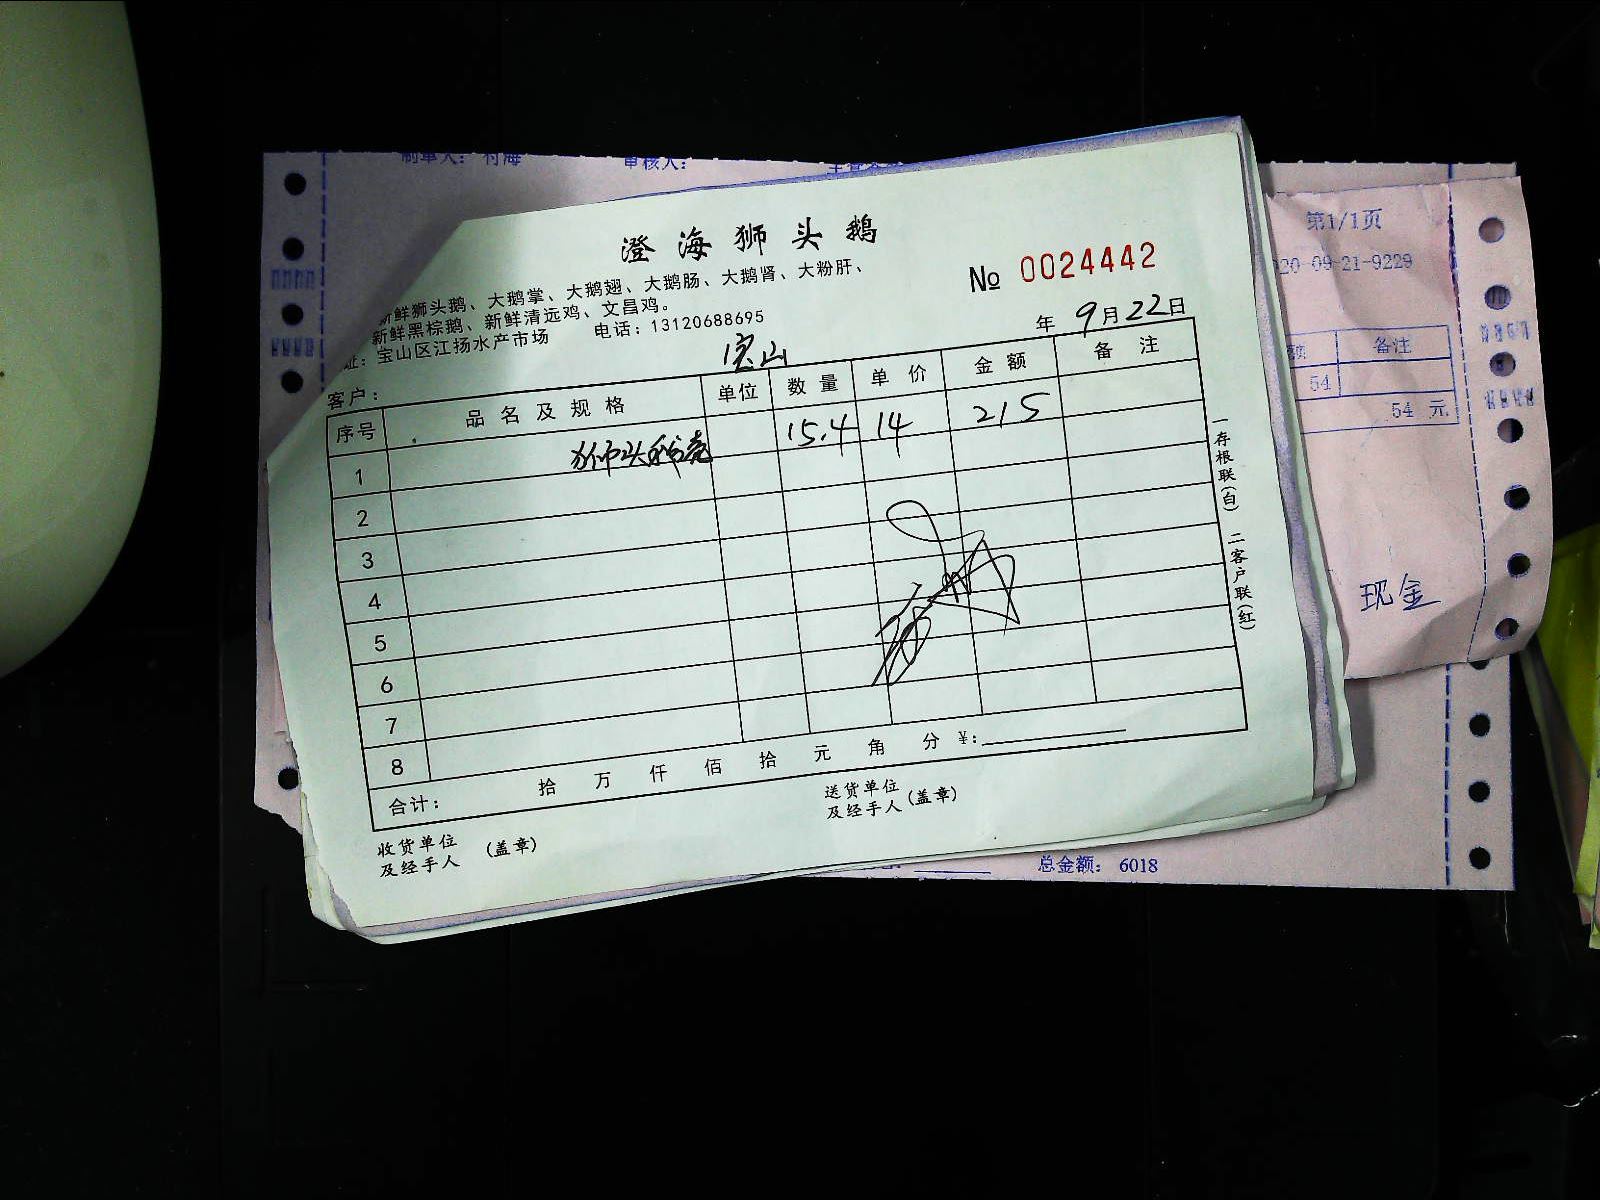 制单人： 付海 审核人：
澄海狮头鹅
新鲜狮头鹅、大鹅掌、大鹅翅、大鹅肠、大鹅肾、大粉肝、
新鲜黑棕鹅、新鲜清远鸡、文昌鸡。
址：宝山区江扬水产市场 电话：13120688695
№ 0024442
年 9月22日
客户： 宝山
序号 品名及规格 单位 数量 单价 金额 备注
1 狮头鹅壳 15.4 14 215
2
3
4
5
6
7
8
合计： 拾 万 仟 佰 拾 元 角 分 ¥:
收货单位
及经手人 (盖章)
送货单位
及经手人 (盖章)
一存根联(白) 二客户联(红)
第1/1页
20-09-21-9229
额 备注
54
54 元
现金
总金额： 6018